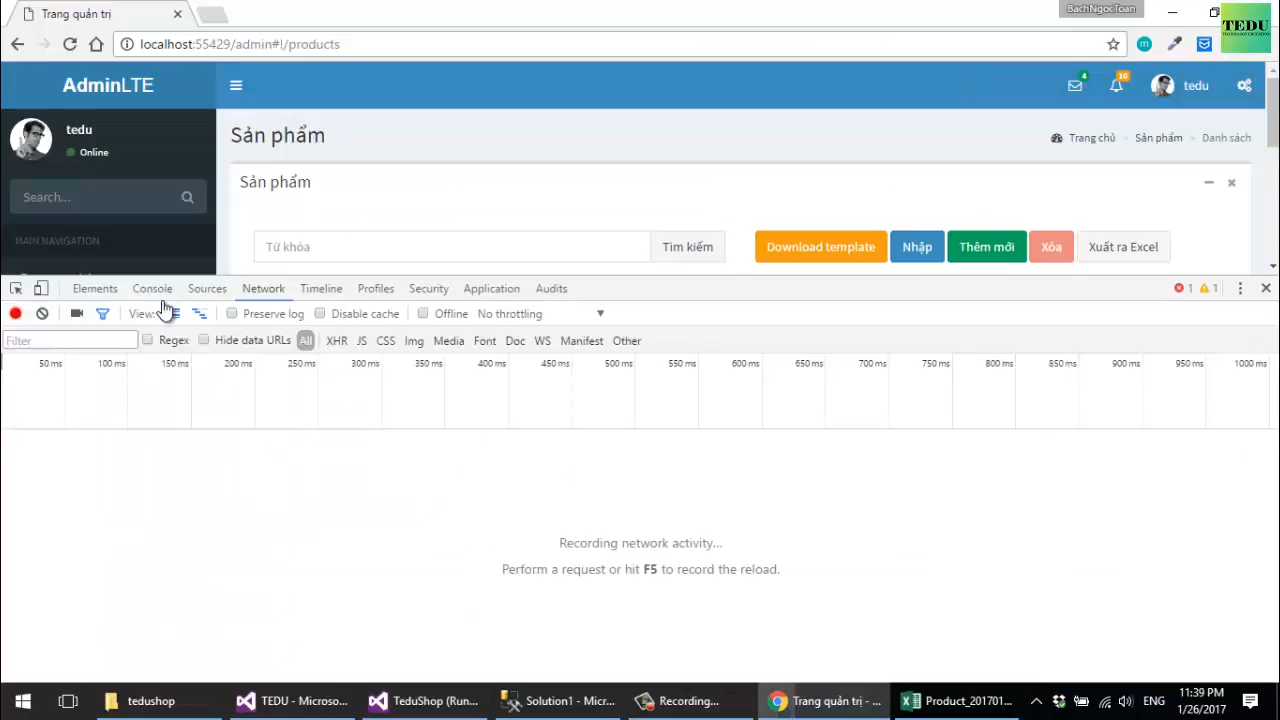 Trang quản trị
BachNgocToan
TEDU
localhost:55429/admin#!/products
m
AdminLTE
4
10
tedu
tedu
Online
Sản phẩm
Trang chủ > Sản phẩm > Danh sách
Search...
Sản phẩm
MAIN NAVIGATION
Từ khóa
Tìm kiếm
Download template
Nhập
Thêm mới
Xóa
Xuất ra Excel
Elements Console Sources Network Timeline Profiles Security Application Audits
1 1
View: Preserve log Disable cache Offline No throttling
Filter Regex Hide data URLs All XHR JS CSS Img Media Font Doc WS Manifest Other
50 ms 100 ms 150 ms 200 ms 250 ms 300 ms 350 ms 400 ms 450 ms 500 ms 550 ms 600 ms 650 ms 700 ms 750 ms 800 ms 850 ms 900 ms 950 ms 1000 ms
Recording network activity...
Perform a request or hit F5 to record the reload.
tedushop
TEDU - Microso...
TeduShop (Run...
Solution1 - Micr...
Recording...
Trang quản trị - ...
Product_201701...
ENG
11:39 PM
1/26/2017